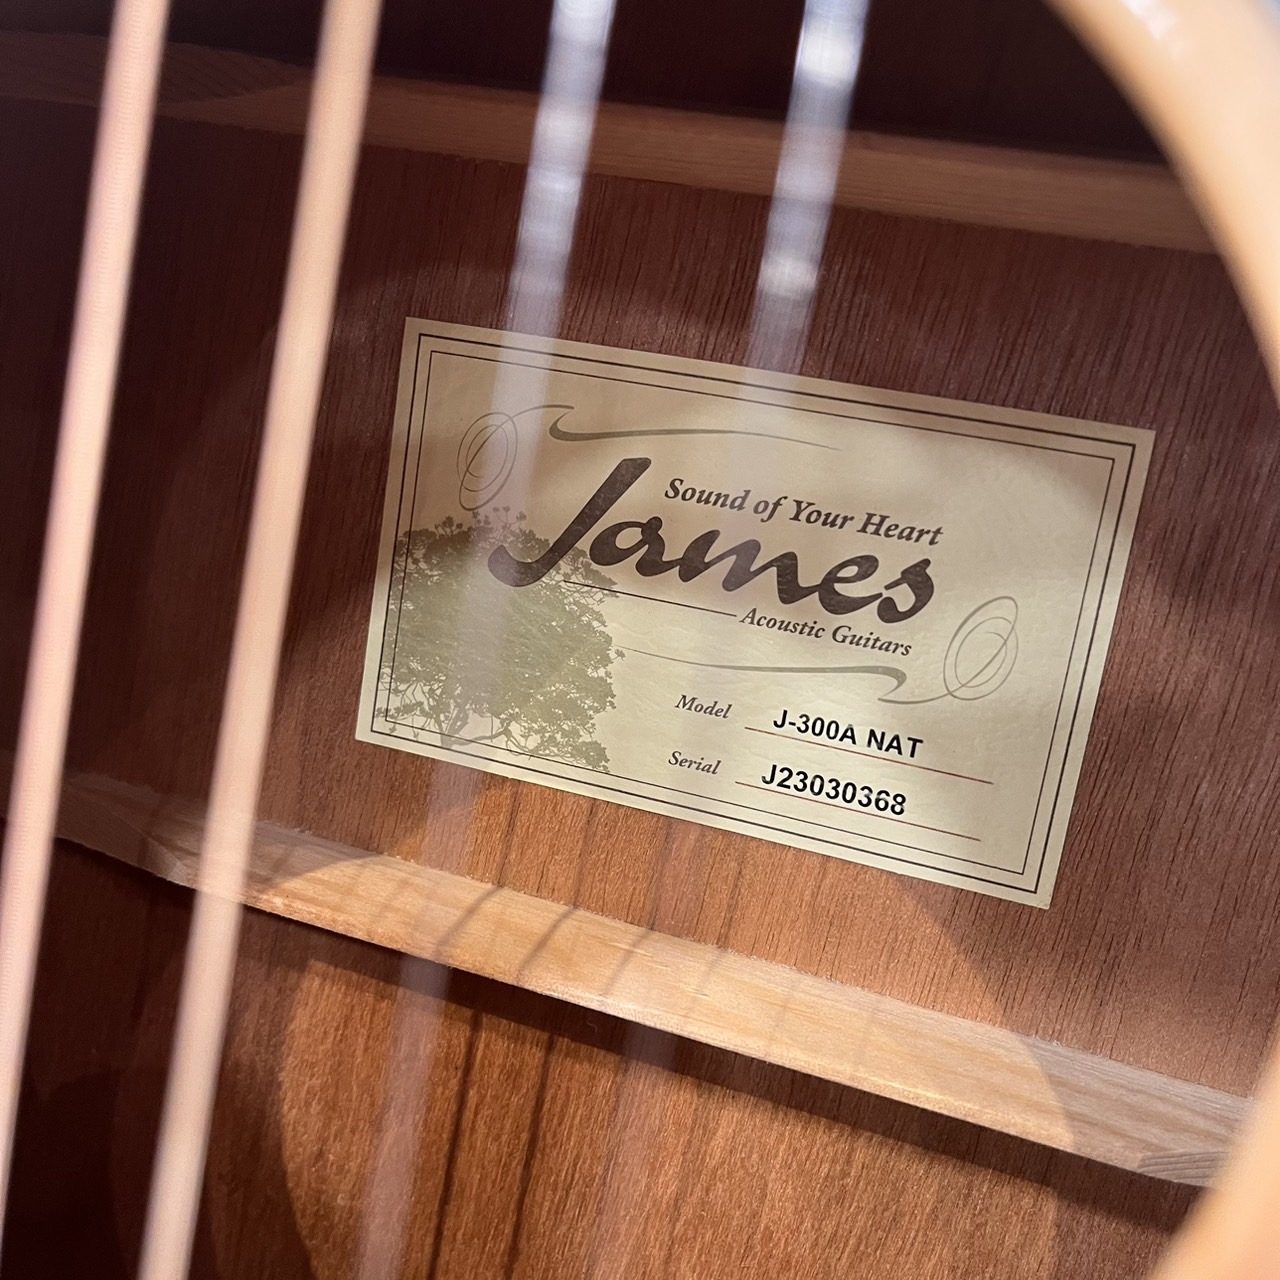 Sound of Your Heart
James
Acoustic Guitars
Model J-300A NAT
Serial J23030368